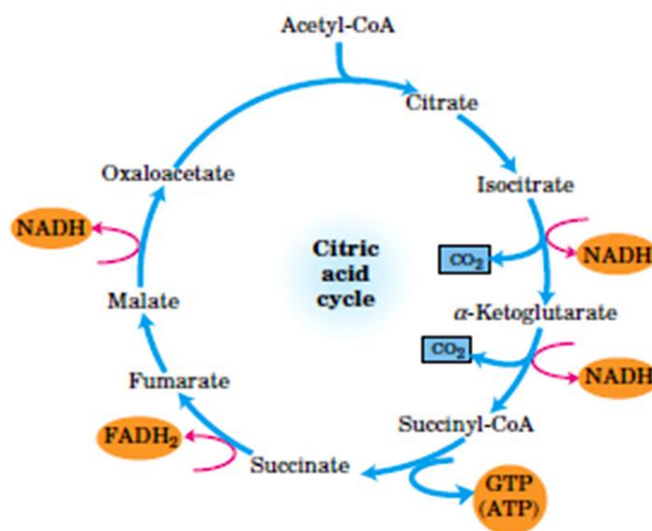 Acetyl-CoA
Citrate
Isocitrate
NADH
CO₂
α-Ketoglutarate
CO₂
NADH
Succinyl-CoA
GTP
(ATP)
Succinate
FADH₂
Fumarate
Malate
NADH
Oxaloacetate
Citric
acid
cycle